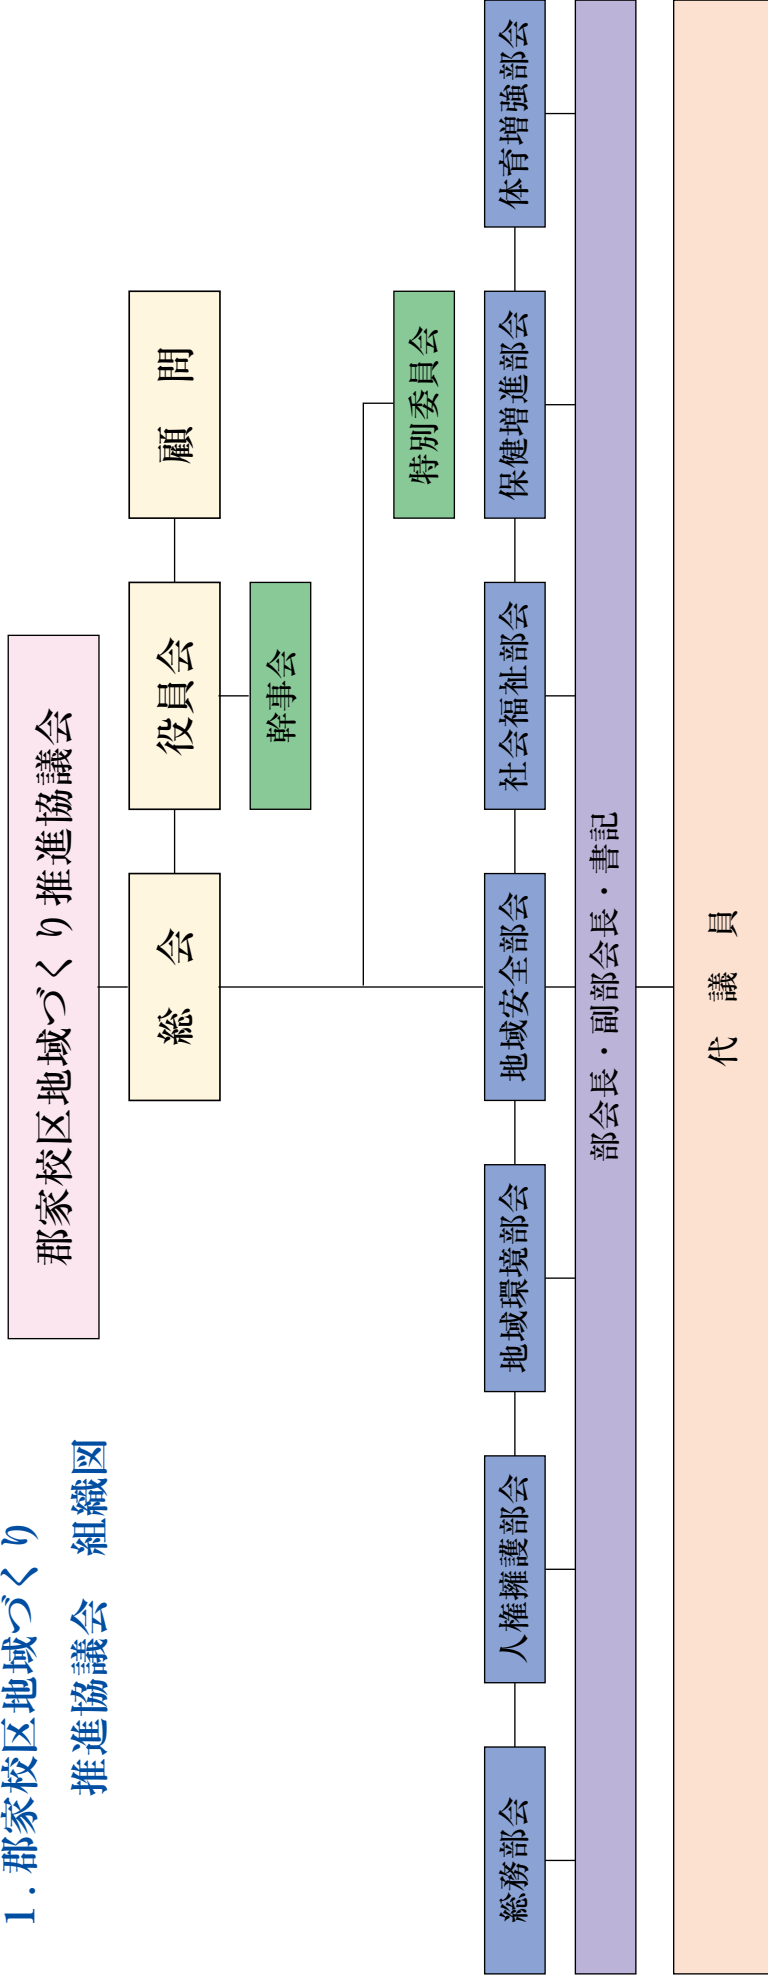 1.郡家校区地域づくり
推進協議会　組織図
郡家校区地域づくり推進協議会
総　会
役員会
顧　問
幹事会
特別委員会
総務部会
人権擁護部会
地域環境部会
地域安全部会
社会福祉部会
保健増進部会
体育増強部会
部会長・副部会長・書記
代　議　員